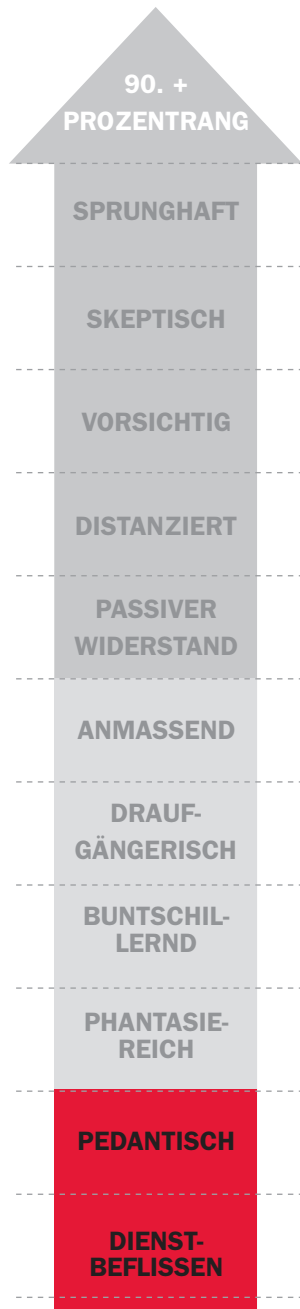 90. +
PROZENTRANG
SPRUNGHAFT
SKEPTISCH
VORSICHTIG
DISTANZIERT
PASSIVER
WIDERSTAND
ANMASSEND
DRAUF-
GÄNGERISCH
BUNTSCHIL-
LERND
PHANTASIE-
REICH
PEDANTISCH
DIENST-
BEFLISSEN